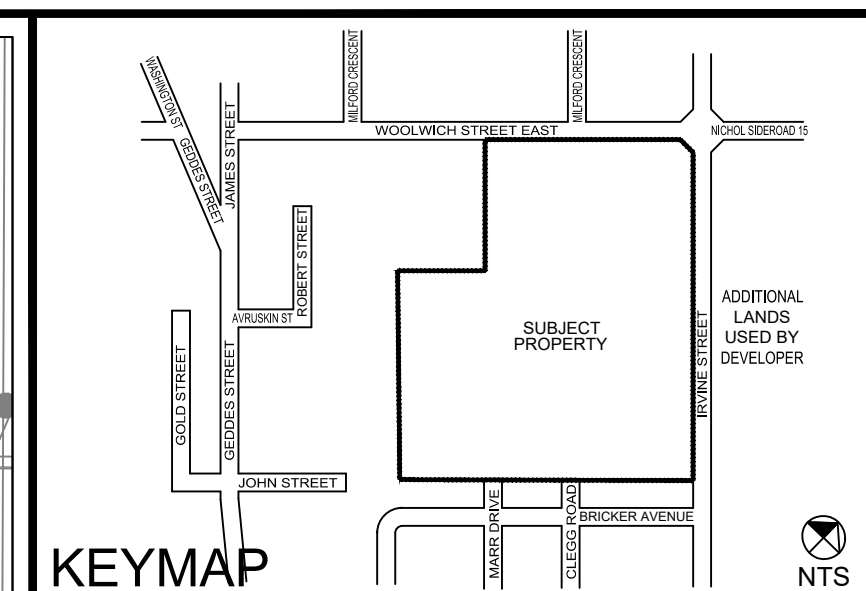 WASHINGTON ST
GEDDES STREET
JAMES STREET
MILFORD CRESCENT
MILFORD CRESCENT
WOOLWICH STREET EAST
NICHOL SIDEROAD 15
ROBERT STREET
AVRUSKIN ST
GOLD STREET
GEDDES STREET
JOHN STREET
SUBJECT
PROPERTY
IRVINE STREET
ADDITIONAL
LANDS
USED BY
DEVELOPER
MARR DRIVE
CLEGG ROAD
BRICKER AVENUE
KEYMAP
NTS